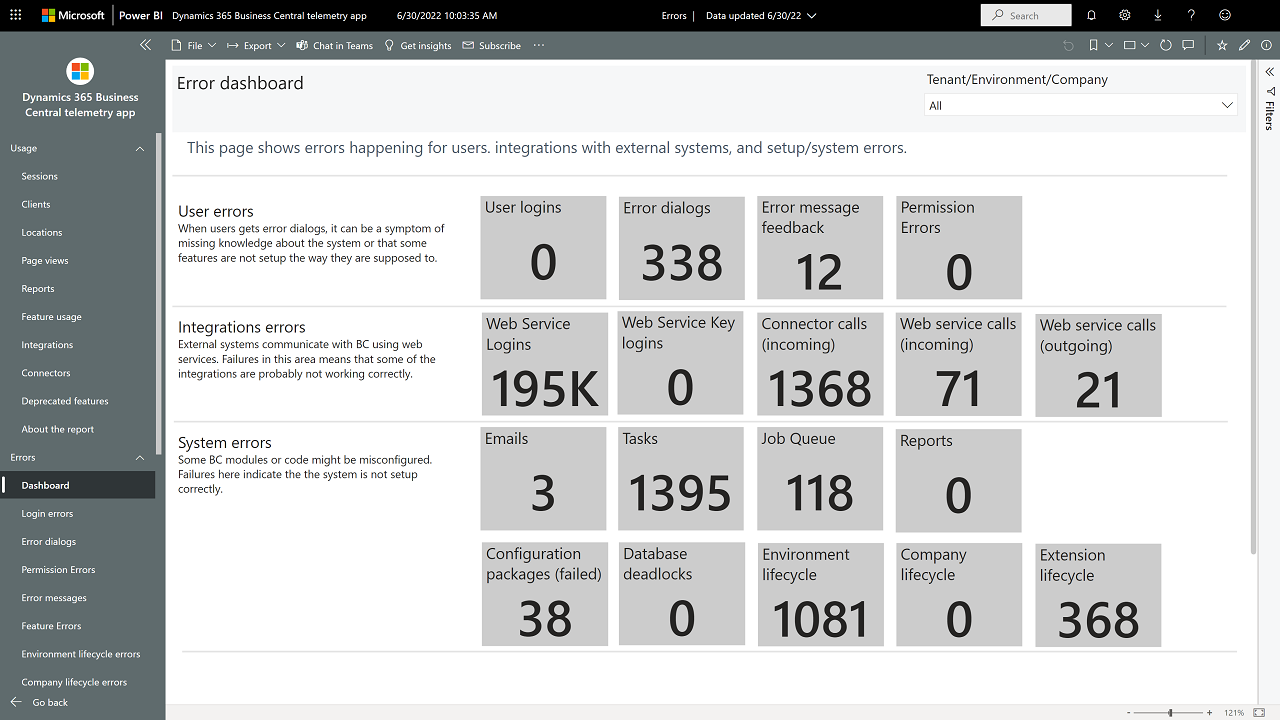 Microsoft | Power BI Dynamics 365 Business Central telemetry app 6/30/2022 10:03:35 AM Errors | Data updated 6/30/22 Search
File Export Chat in Teams Get insights Subscribe ...
Dynamics 365 Business
Central telemetry app
Usage
Sessions
Clients
Locations
Page views
Reports
Feature usage
Integrations
Connectors
Deprecated features
About the report
Errors
Dashboard
Login errors
Error dialogs
Permission Errors
Error messages
Feature Errors
Environment lifecycle errors
Company lifecycle errors
Go back
Error dashboard
Tenant/Environment/Company
All
Filters
This page shows errors happening for users. integrations with external systems, and setup/system errors.
User errors
When users gets error dialogs, it can be a symptom of
missing knowledge about the system or that some
features are not setup the way they are supposed to.
User logins
0
Error dialogs
338
Error message
feedback
12
Permission
Errors
0
Integrations errors
External systems communicate with BC using web
services. Failures in this area means that some of the
integrations are probably not working correctly.
Web Service
Logins
195K
Web Service Key
logins
0
Connector calls
(incoming)
1368
Web service calls
(incoming)
71
Web service calls
(outgoing)
21
System errors
Some BC modules or code might be misconfigured.
Failures here indicate the the system is not setup
correctly.
Emails
3
Tasks
1395
Job Queue
118
Reports
0
Configuration
packages (failed)
38
Database
deadlocks
0
Environment
lifecycle
1081
Company
lifecycle
0
Extension
lifecycle
368
- + 121%